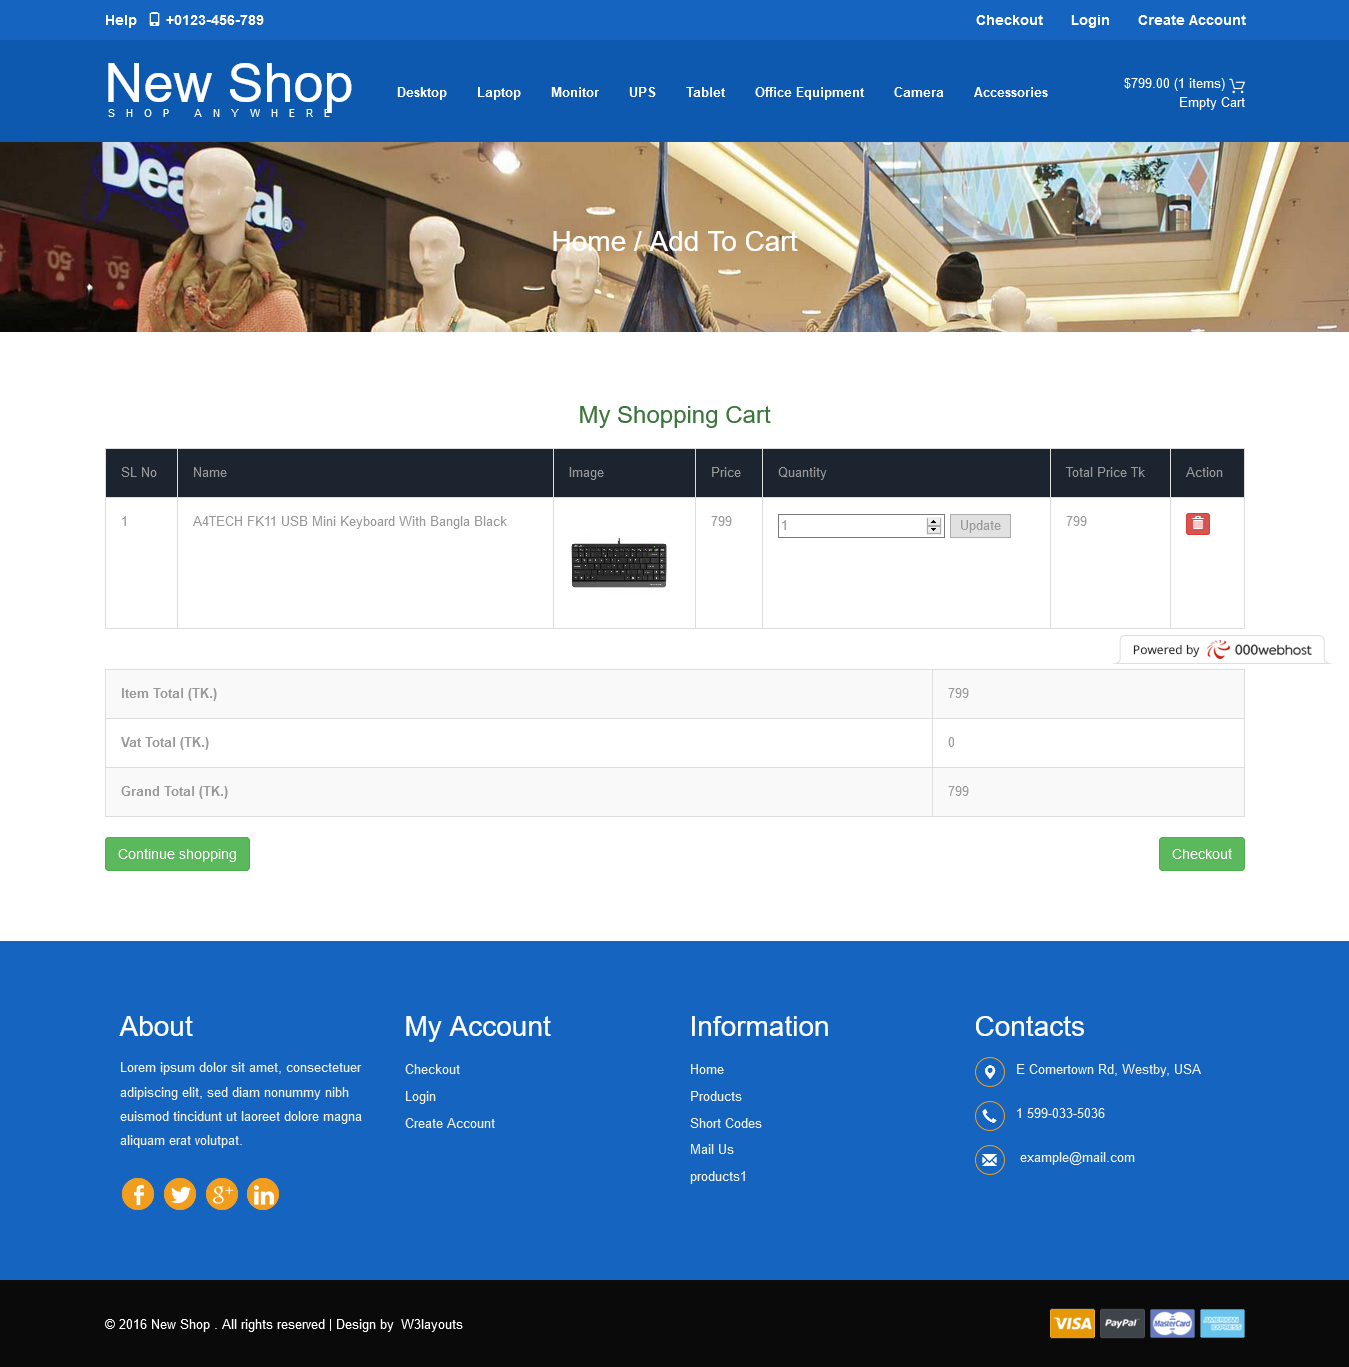 Help +0123-456-789
Checkout Login Create Account
New Shop
SHOP ANYWHERE
Desktop Laptop Monitor UPS Tablet Office Equipment Camera Accessories
$799.00 (1 items)
Empty Cart
50
50
Home / Add To Cart
My Shopping Cart
SL No Name Image Price Quantity Total Price Tk Action
1 A4TECH FK11 USB Mini Keyboard With Bangla Black 799 1 Update 799
Powered by 000webhost
Item Total (TK.) 799
Vat Total (TK.) 0
Grand Total (TK.) 799
Continue shopping Checkout
About
Lorem ipsum dolor sit amet, consectetuer
adipiscing elit, sed diam nonummy nibh
euismod tincidunt ut laoreet dolore magna
aliquam erat volutpat.
My Account
Checkout
Login
Create Account
Information
Home
Products
Short Codes
Mail Us
products1
Contacts
E Comertown Rd, Westby, USA
1 599-033-5036
example@mail.com
© 2016 New Shop . All rights reserved | Design by W3layouts
VISA PayPal MasterCard AMERICAN EXPRESS